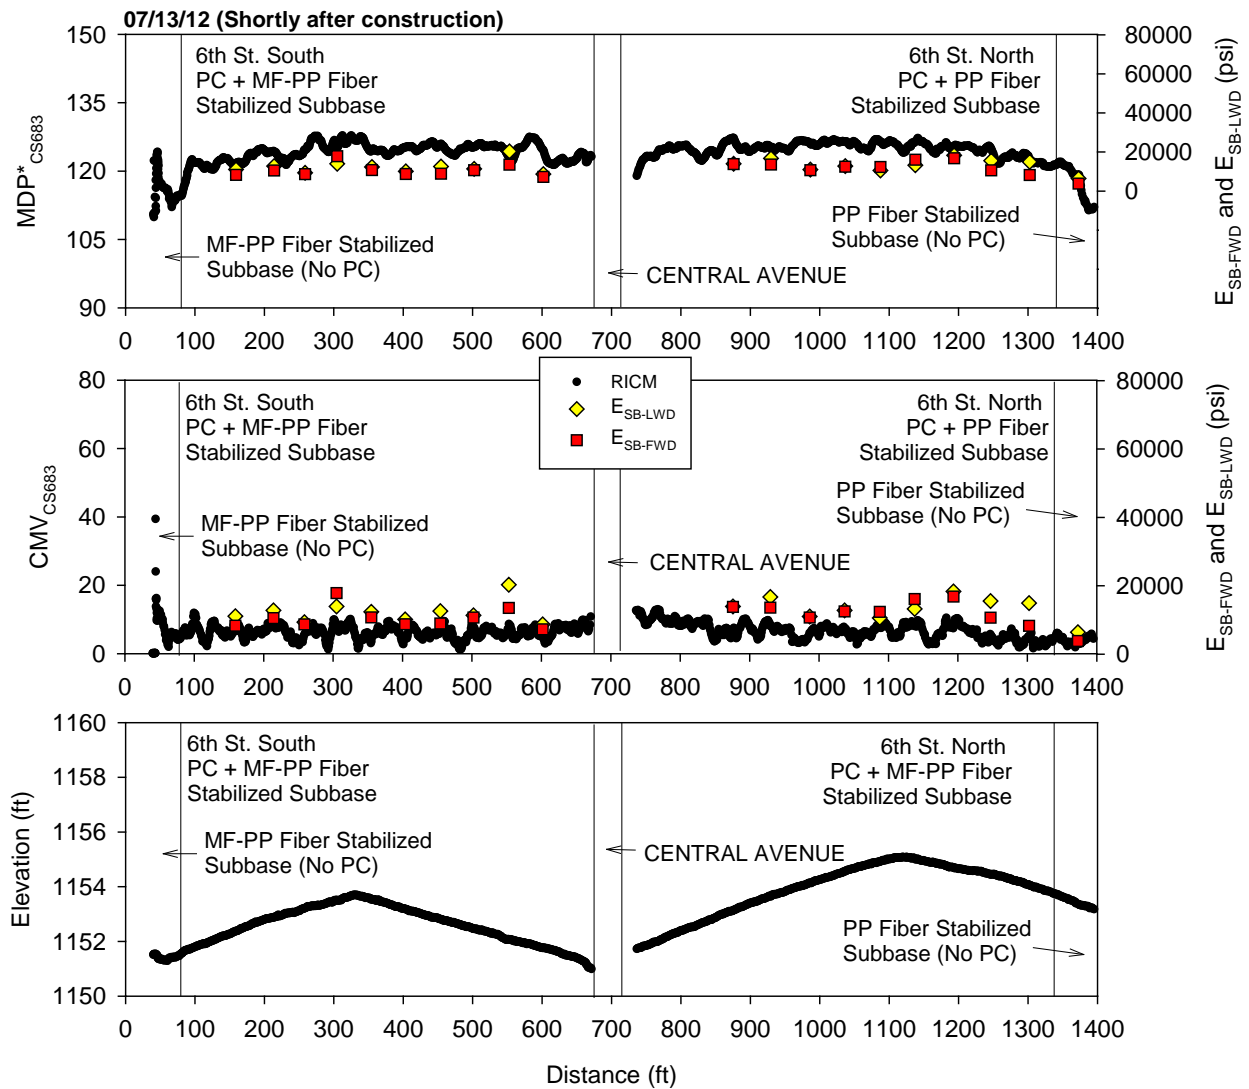 07/13/12 (Shortly after construction)
150
135
120
105
90
MDP*CS683
80000
60000
40000
20000
0
ESB-FWD and ESB-LWD (psi)
6th St. South
PC + MF-PP Fiber
Stabilized Subbase
6th St. North
PC + PP Fiber
Stabilized Subbase
MF-PP Fiber Stabilized
Subbase (No PC)
CENTRAL AVENUE
PP Fiber Stabilized
Subbase (No PC)
0 100 200 300 400 500 600 700 800 900 1000 1100 1200 1300 1400
80
60
40
20
0
CMVCS683
80000
60000
40000
20000
0
ESB-FWD and ESB-LWD (psi)
6th St. South
PC + MF-PP Fiber
Stabilized Subbase
RICM
ESB-LWD
ESB-FWD
6th St. North
PC + PP Fiber
Stabilized Subbase
MF-PP Fiber Stabilized
Subbase (No PC)
CENTRAL AVENUE
PP Fiber Stabilized
Subbase (No PC)
0 100 200 300 400 500 600 700 800 900 1000 1100 1200 1300 1400
1160
1158
1156
1154
1152
1150
Elevation (ft)
6th St. South
PC + MF-PP Fiber
Stabilized Subbase
6th St. North
PC + MF-PP Fiber
Stabilized Subbase
MF-PP Fiber Stabilized
Subbase (No PC)
CENTRAL AVENUE
PP Fiber Stabilized
Subbase (No PC)
0 100 200 300 400 500 600 700 800 900 1000 1100 1200 1300 1400
Distance (ft)